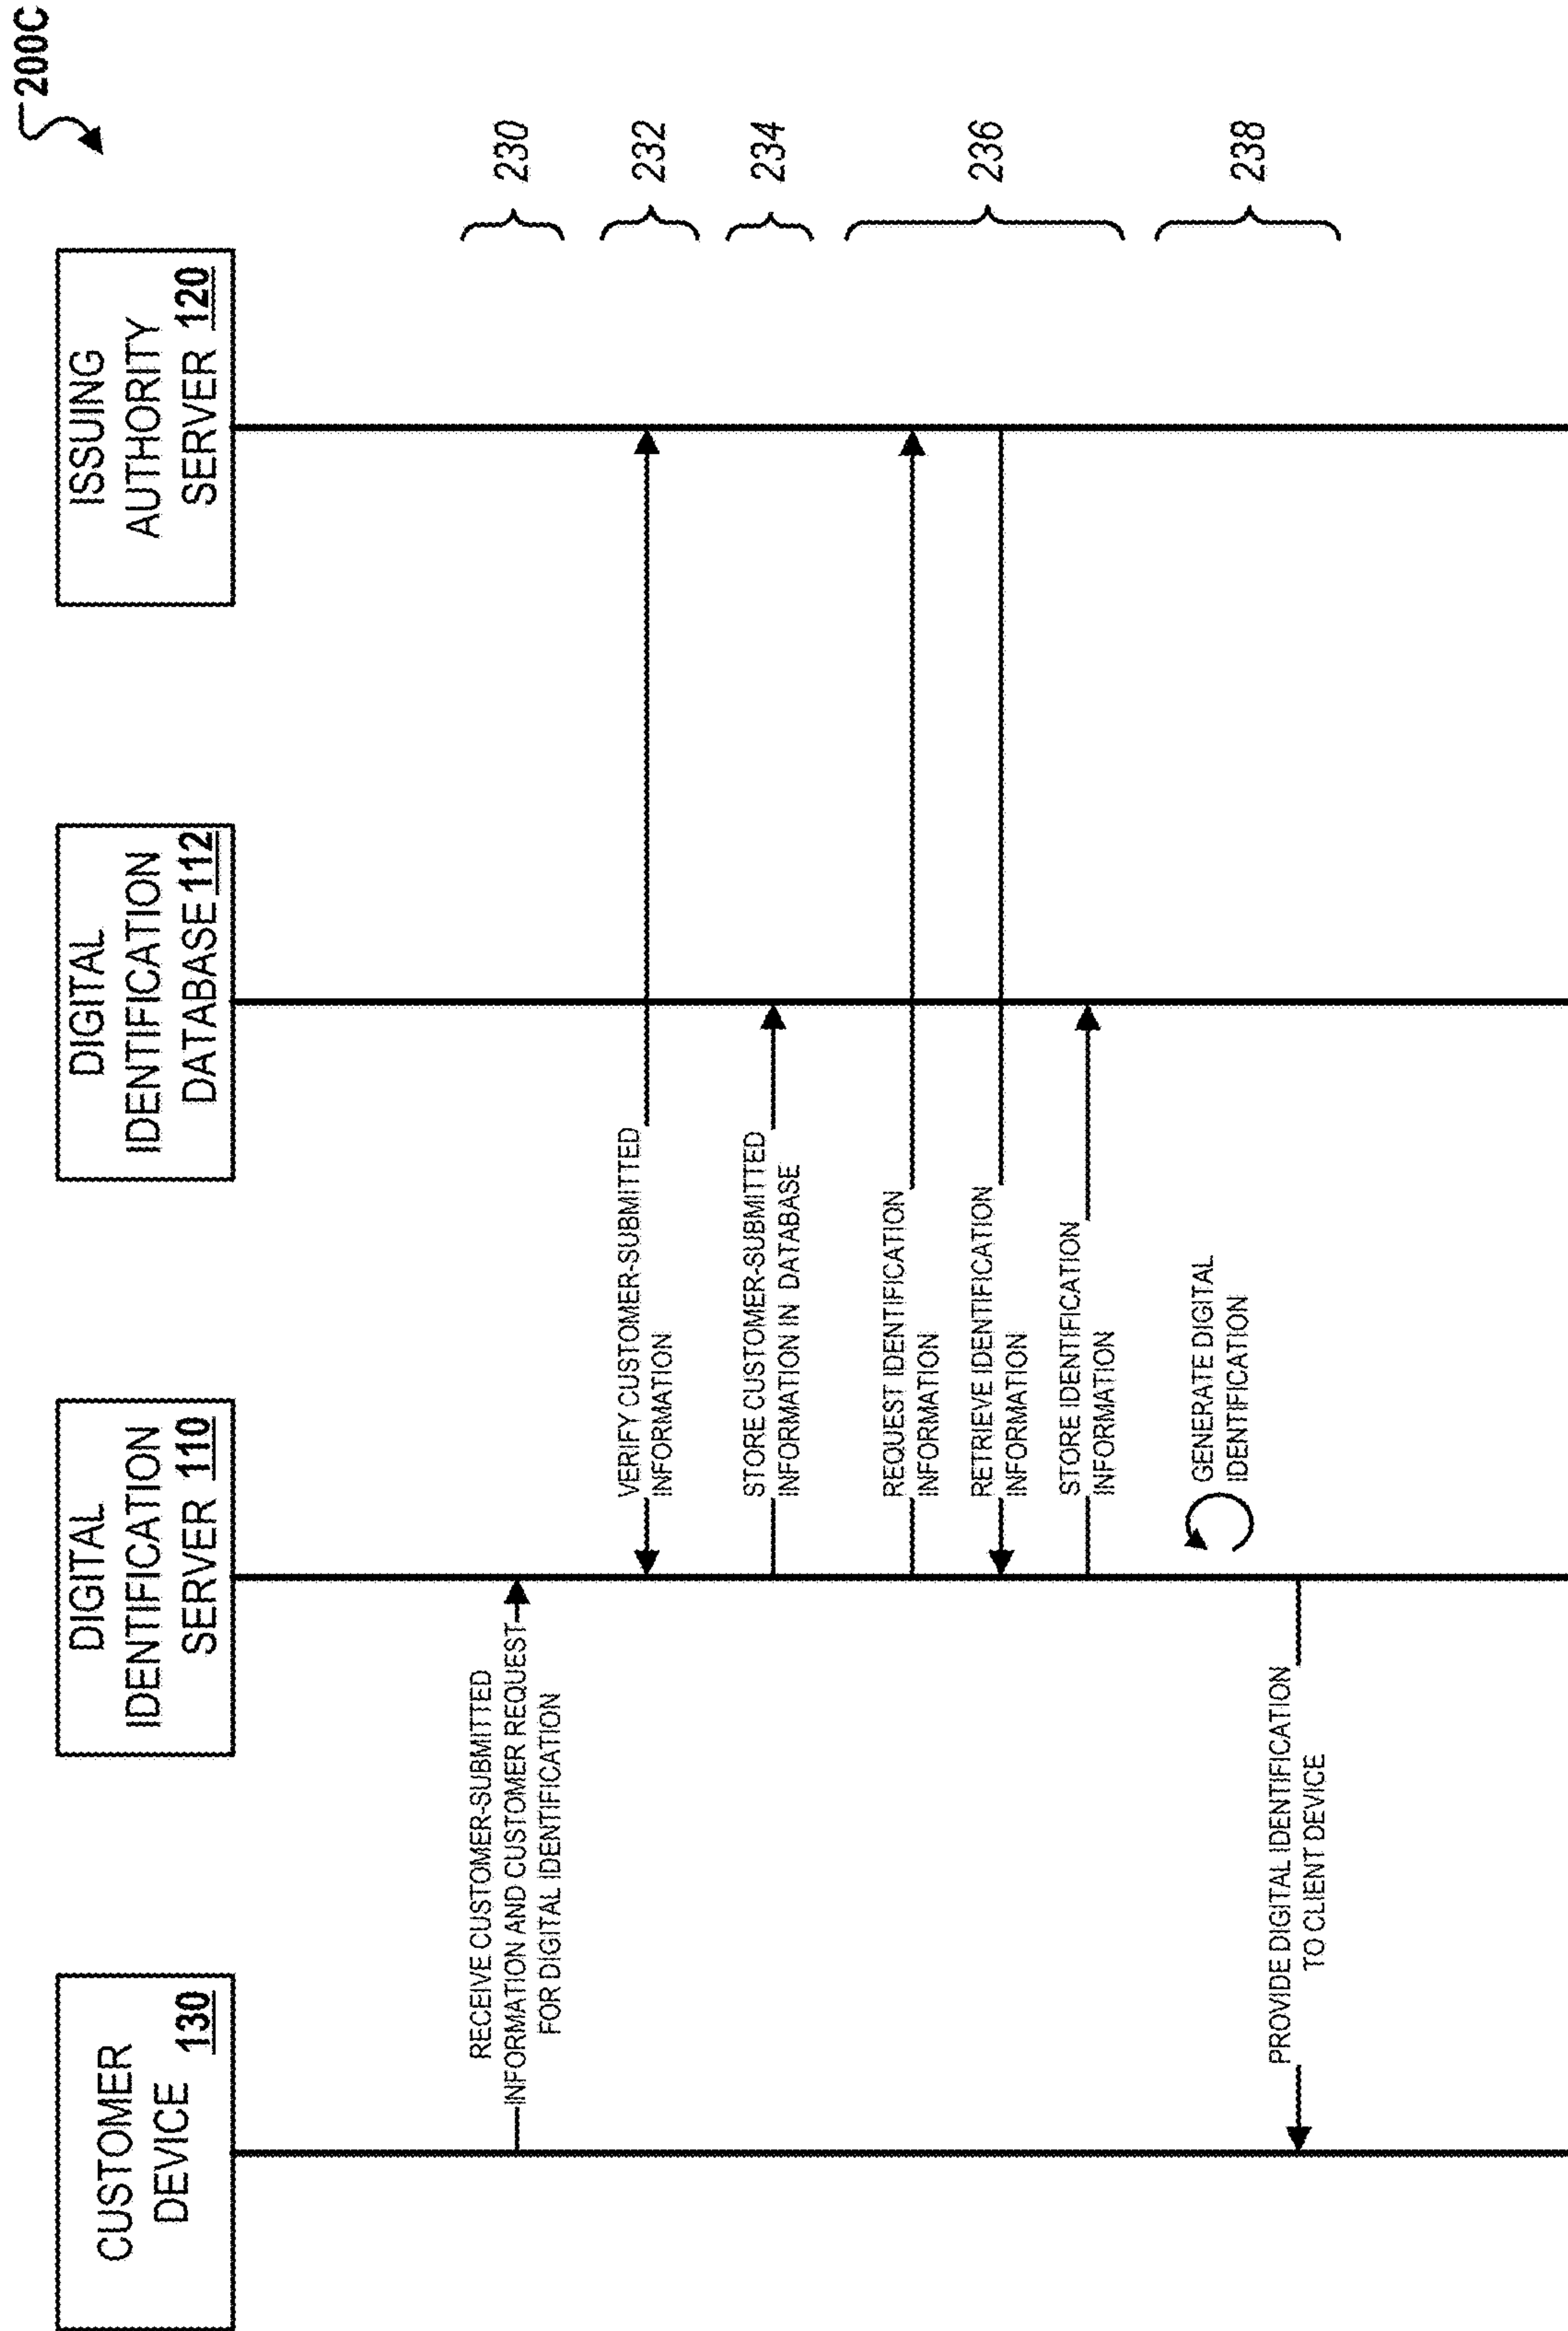 200C
CUSTOMER
DEVICE 130
DIGITAL
IDENTIFICATION
SERVER 110
DIGITAL
IDENTIFICATION
DATABASE 112
ISSUING
AUTHORITY
SERVER 120
RECEIVE CUSTOMER-SUBMITTED
INFORMATION AND CUSTOMER REQUEST
FOR DIGITAL IDENTIFICATION
230
VERIFY CUSTOMER-SUBMITTED
INFORMATION
232
STORE CUSTOMER-SUBMITTED
INFORMATION IN DATABASE
234
REQUEST IDENTIFICATION
INFORMATION
RETRIEVE IDENTIFICATION
INFORMATION
STORE IDENTIFICATION
INFORMATION
236
GENERATE DIGITAL
IDENTIFICATION
PROVIDE DIGITAL IDENTIFICATION
TO CLIENT DEVICE
238